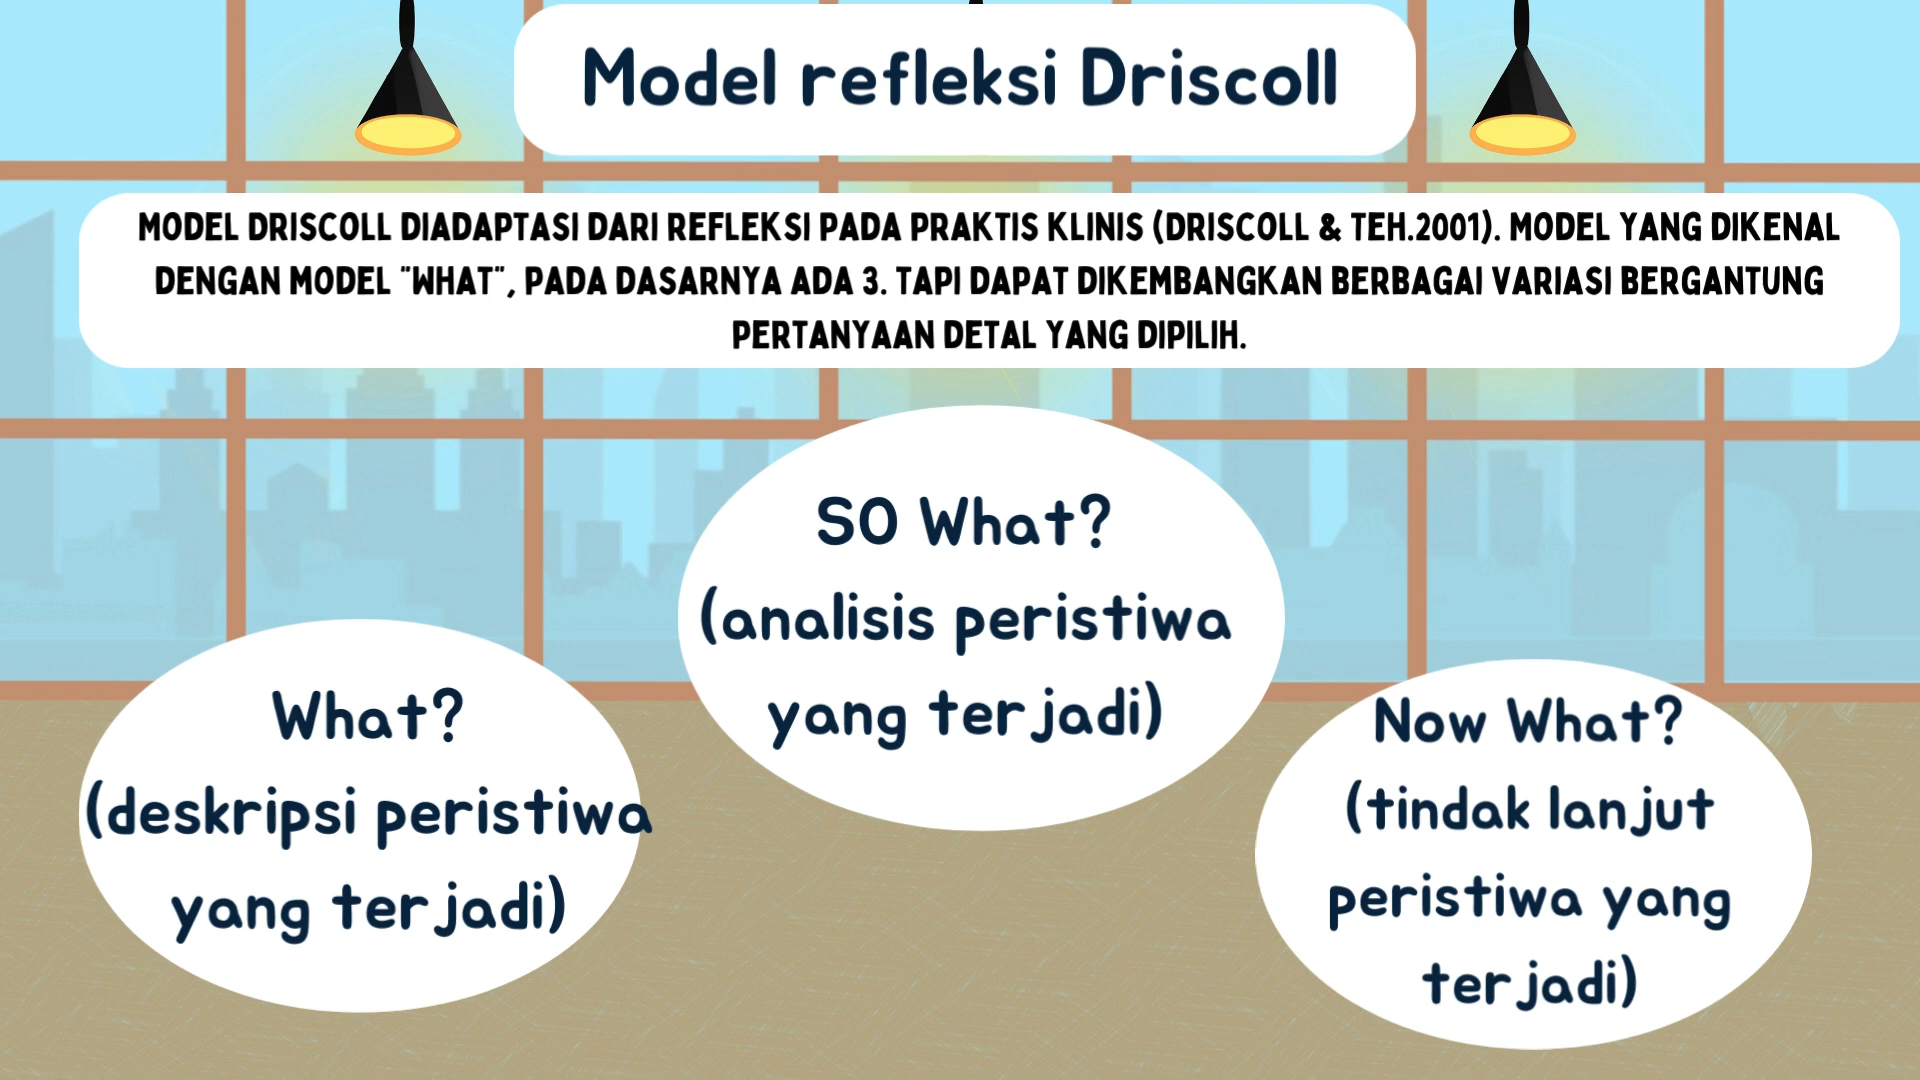 Model refleksi Driscoll
MODEL DRISCOLL DIADAPTASI DARI REFLEKSI PADA PRAKTIS KLINIS (DRISCOLL & TEH.2001). MODEL YANG DIKENAL
DENGAN MODEL "WHAT", PADA DASARNYA ADA 3. TAPI DAPAT DIKEMBANGKAN BERBAGAI VARIASI BERGANTUNG
PERTANYAAN DETAL YANG DIPILIH.
What?
(deskripsi peristiwa
yang terjadi)
SO What?
(analisis peristiwa
yang terjadi)
Now What?
(tindak lanjut
peristiwa yang
terjadi)